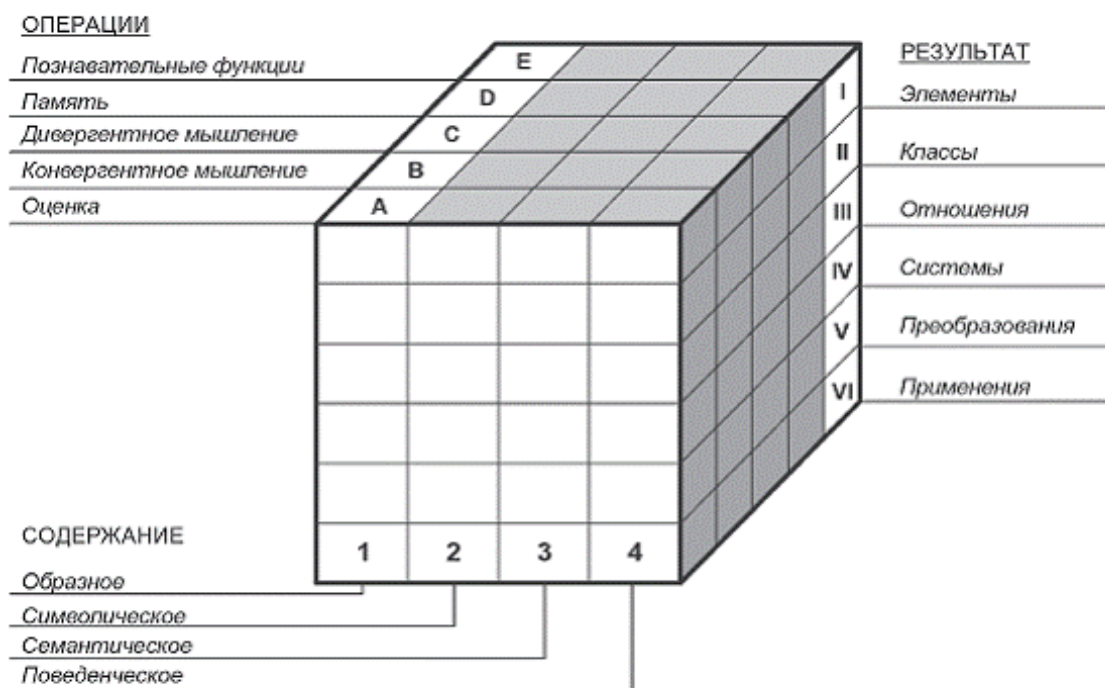 ОПЕРАЦИИ
Познавательные функции
Память
Дивергентное мышление
Конвергентное мышление
Оценка
E
D
C
B
A
РЕЗУЛЬТАТ
I
Элементы
II
Классы
III
Отношения
IV
Системы
V
Преобразования
VI
Применения
СОДЕРЖАНИЕ
1 2 3 4
Образное
Символическое
Семантическое
Поведенческое